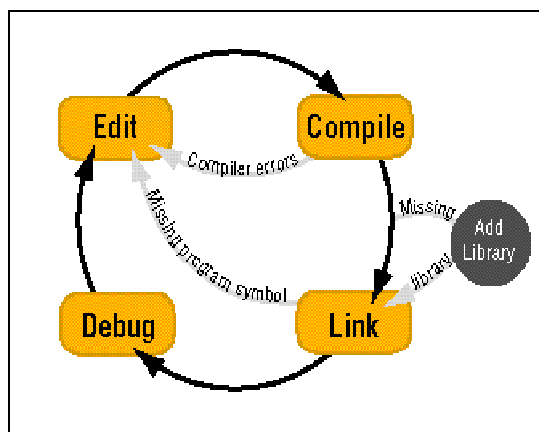 Edit
Compile
Compiler errors
Missing
Add
Library
library
Missing program symbol
Debug
Link